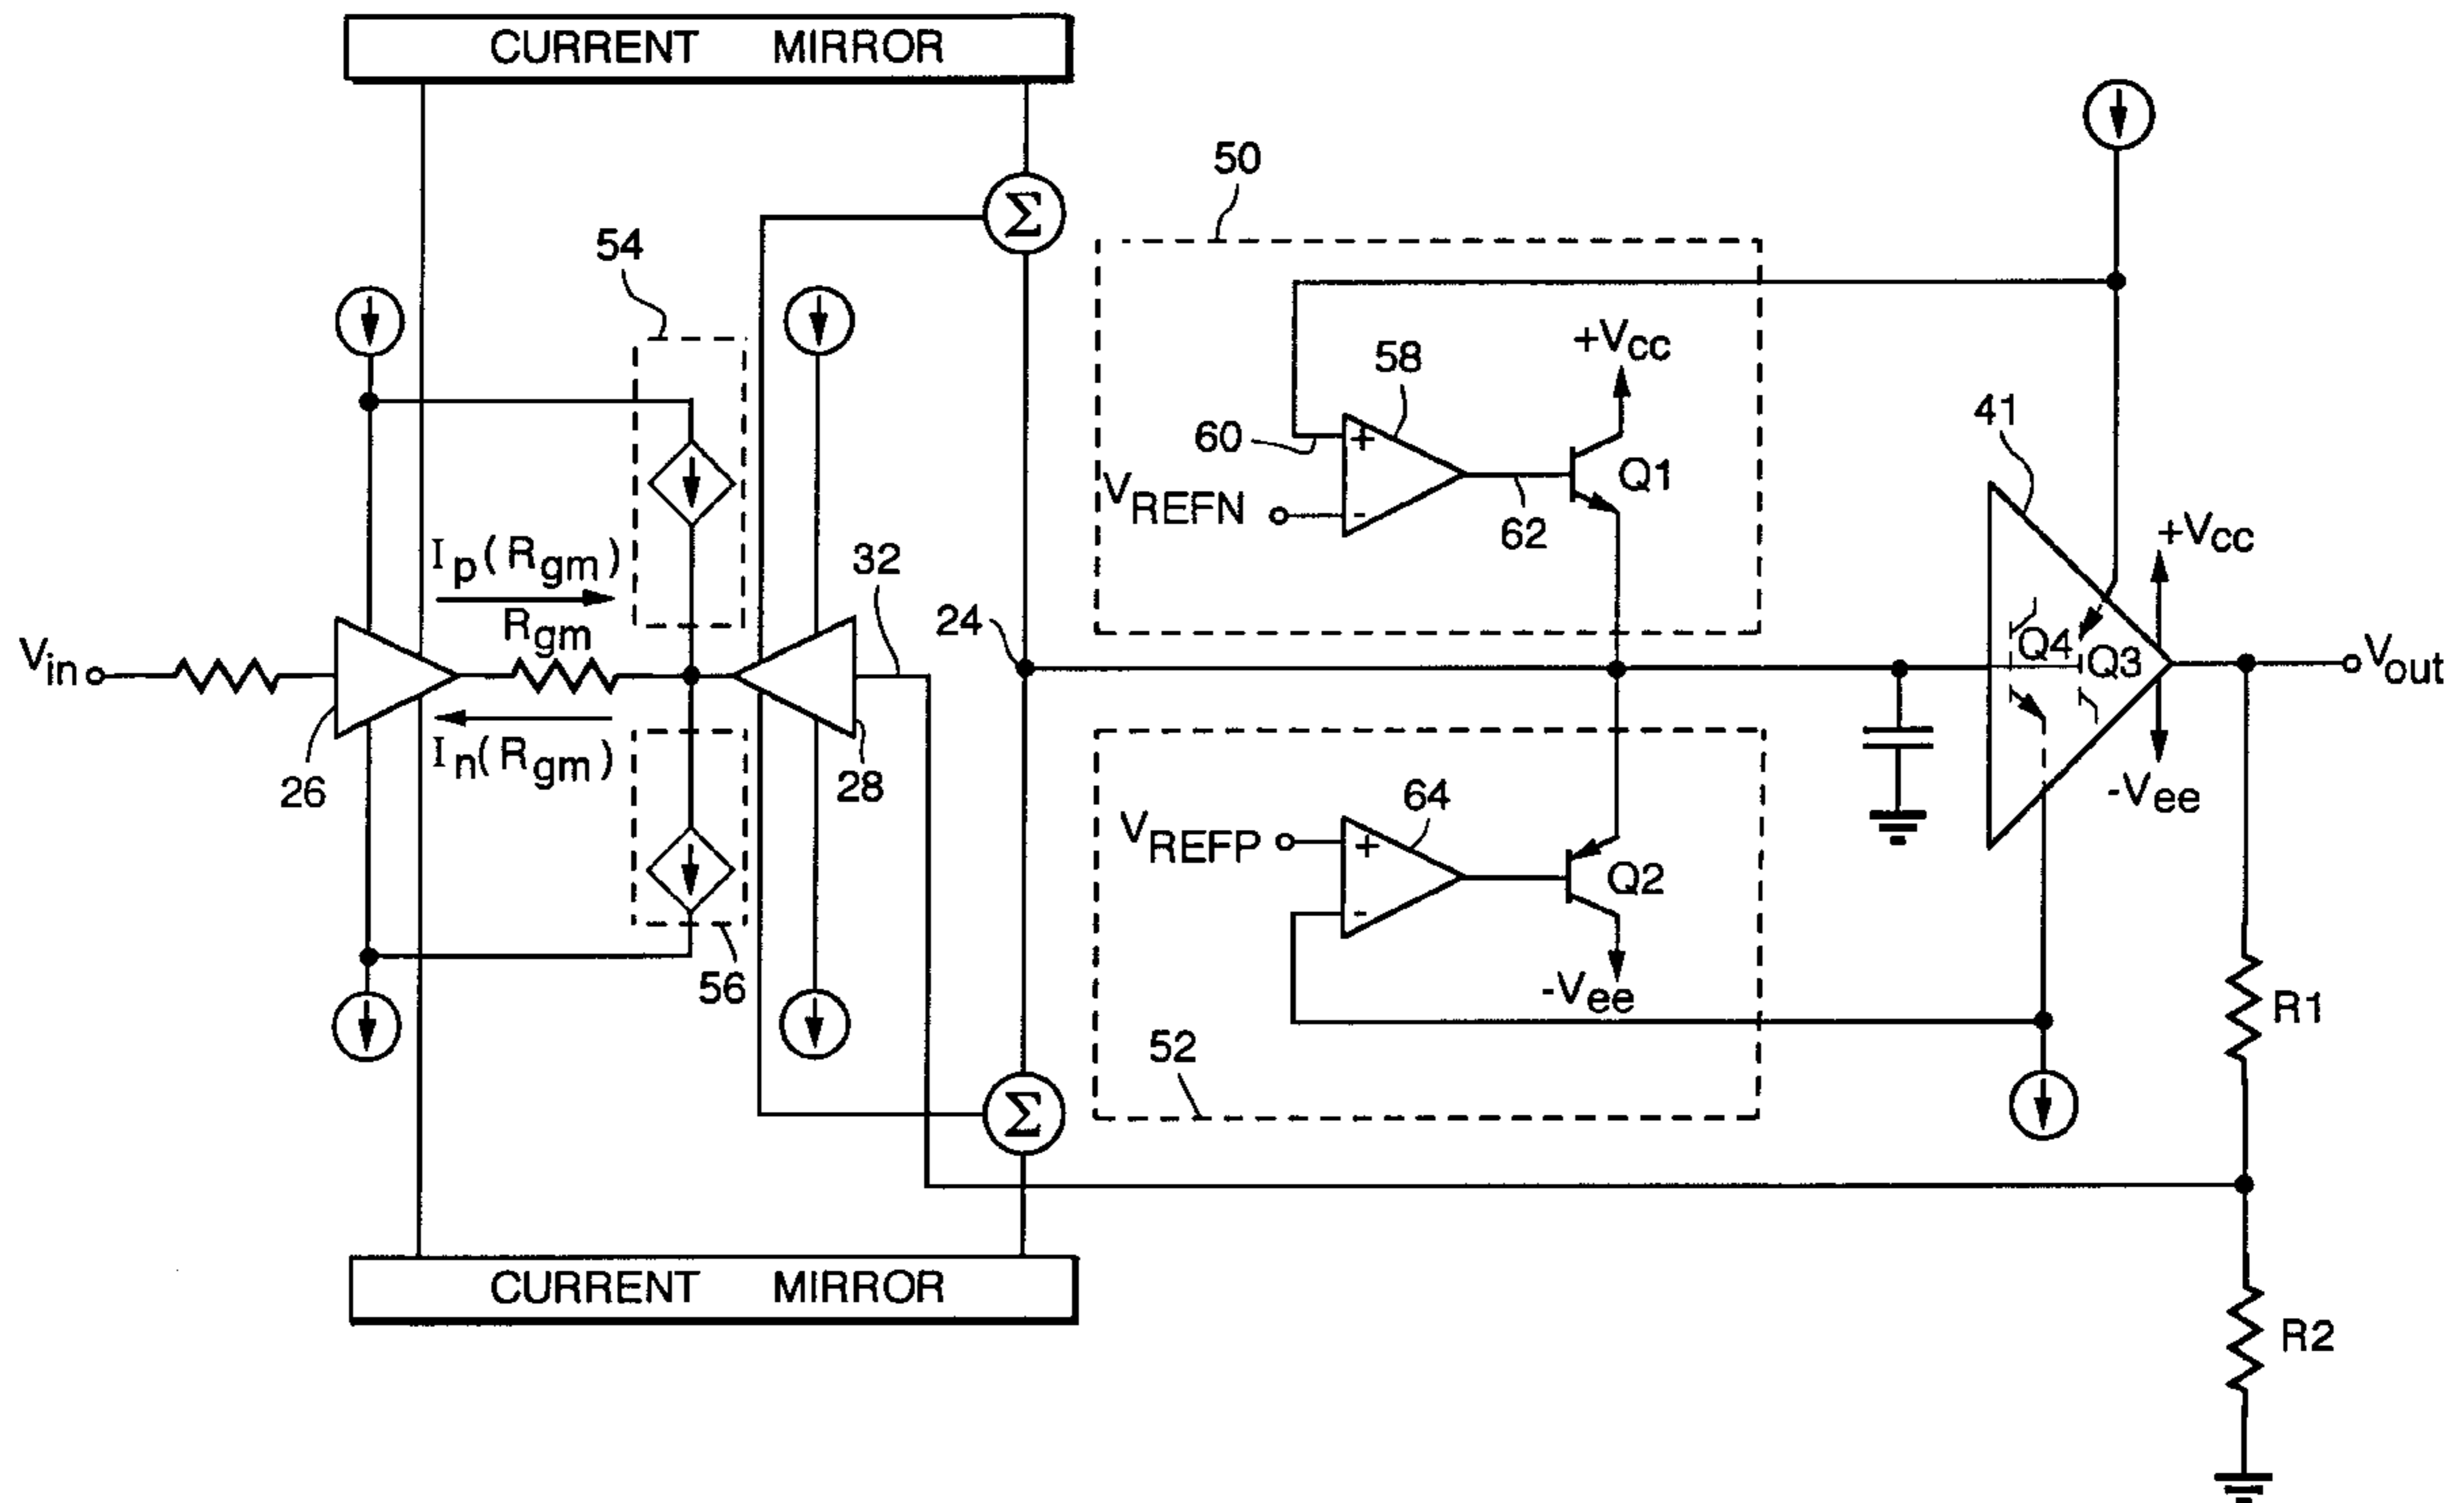 CURRENT MIRROR
50
54
58
+Vcc
41
60
+
Q1
VREFN
-
62
+Vcc
Ip(Rgm)
32
Rgm
24
Q4
Q3
Vin
Vout
Σ
In(Rgm)
26
28
-Vee
64
VREFP
+
Q2
-
56
-Vee
R1
52
Σ
CURRENT MIRROR
R2